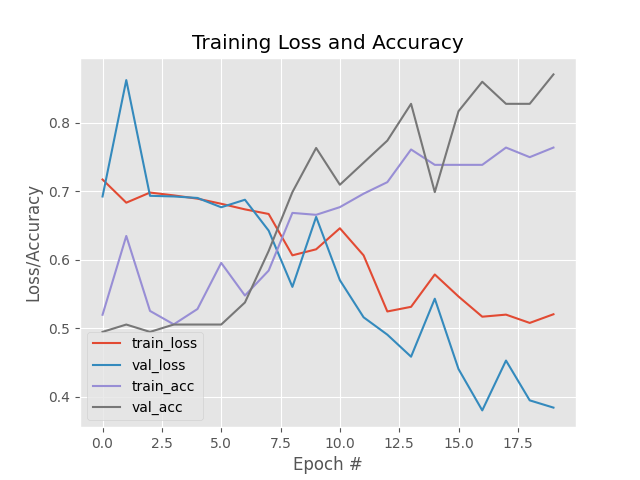 Training Loss and Accuracy
Loss/Accuracy
0.8
0.7
0.6
0.5
0.4
train_loss
val_loss
train_acc
val_acc
0.0 2.5 5.0 7.5 10.0 12.5 15.0 17.5
Epoch #